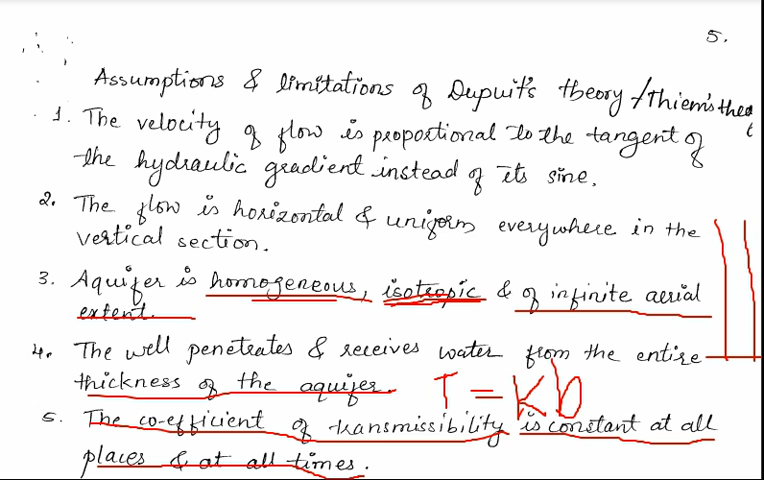 5.
Assumptions & limitations of Dupuit's theory / Thiem's theo
1. The velocity of flow is proportional to the tangent of
the hydraulic gradient instead of its sine.
2. The flow is horizontal & uniform everywhere in the
vertical section.
3. Aquifer is homogeneous, isotropic & of infinite aerial
extent.
4. The well penetrates & receives water from the entire
thickness of the aquifer.
T = Kb
5. The co-efficient of transmissibility is constant at all
places & at all times.